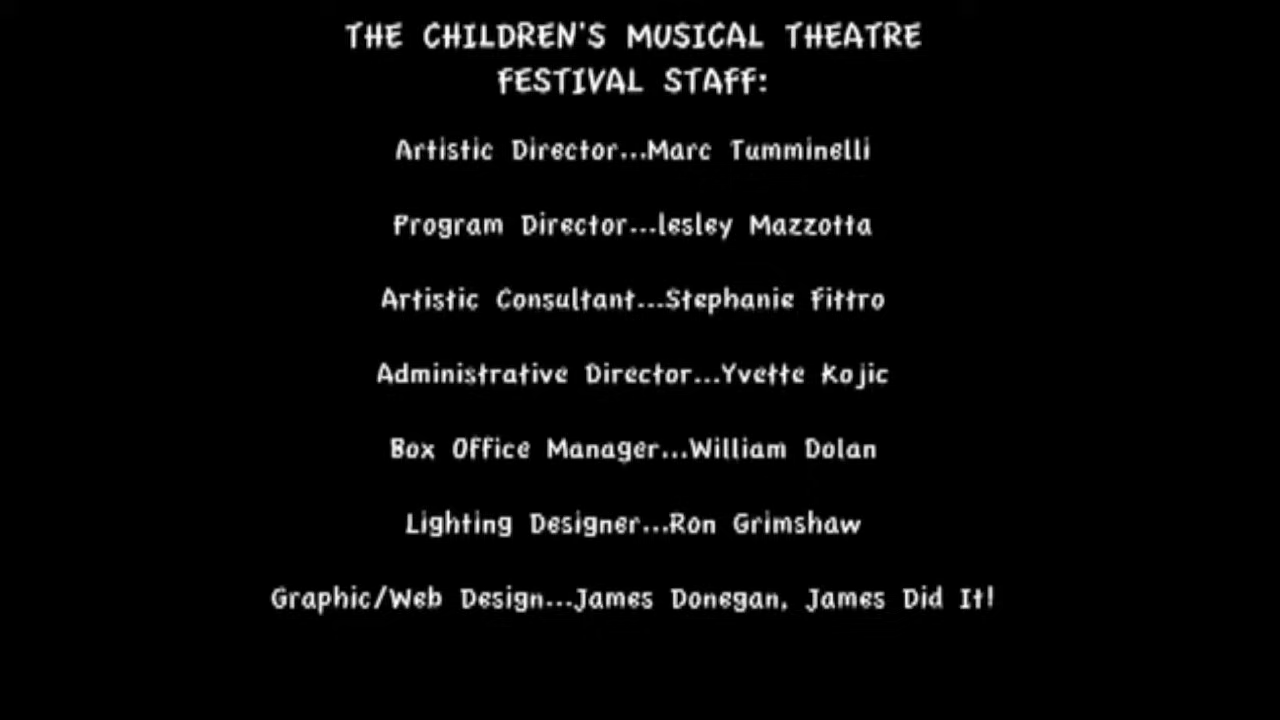 THE CHILDREN'S MUSICAL THEATRE
FESTIVAL STAFF:
Artistic Director...Marc Tumminelli
Program Director...lesley Mazzotta
Artistic Consultant...Stephanie Fittro
Administrative Director...Yvette Kojic
Box Office Manager...William Dolan
Lighting Designer...Ron Grimshaw
Graphic/Web Design...James Donegan, James Did It!